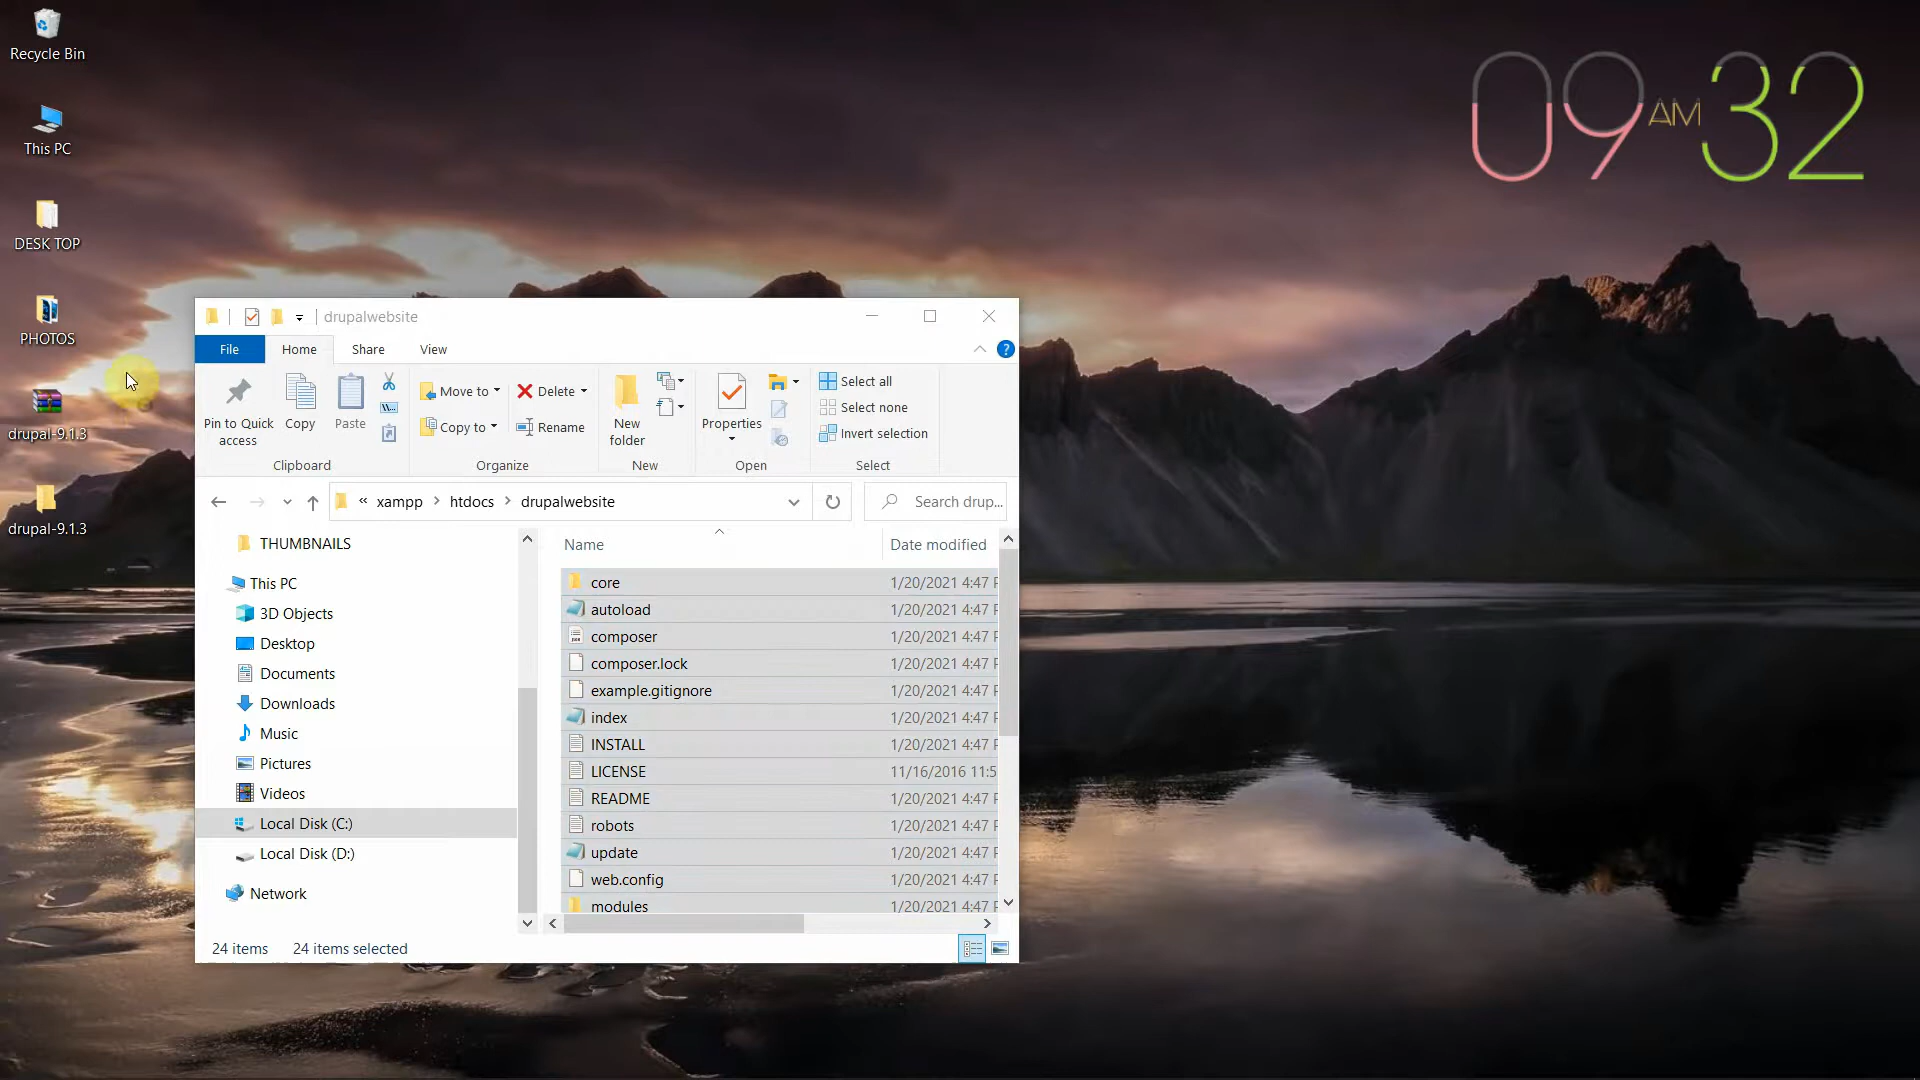 Recycle Bin
This PC
DESK TOP
PHOTOS
drupal-9.1.3
drupal-9.1.3
09 AM 32
drupalwebsite
File Home Share View
Pin to Quick access
Copy
Paste
Move to
Copy to
Delete
Rename
New folder
Properties
Select all
Select none
Invert selection
Clipboard Organize New Open Select
« xampp > htdocs > drupalwebsite
Search drup...
THUMBNAILS
This PC
3D Objects
Desktop
Documents
Downloads
Music
Pictures
Videos
Local Disk (C:)
Local Disk (D:)
Network
Name Date modified
core 1/20/2021 4:47
autoload 1/20/2021 4:47
composer 1/20/2021 4:47
composer.lock 1/20/2021 4:47
example.gitignore 1/20/2021 4:47
index 1/20/2021 4:47
INSTALL 1/20/2021 4:47
LICENSE 11/16/2016 11:5
README 1/20/2021 4:47
robots 1/20/2021 4:47
update 1/20/2021 4:47
web.config 1/20/2021 4:47
modules 1/20/2021 4:47
24 items 24 items selected